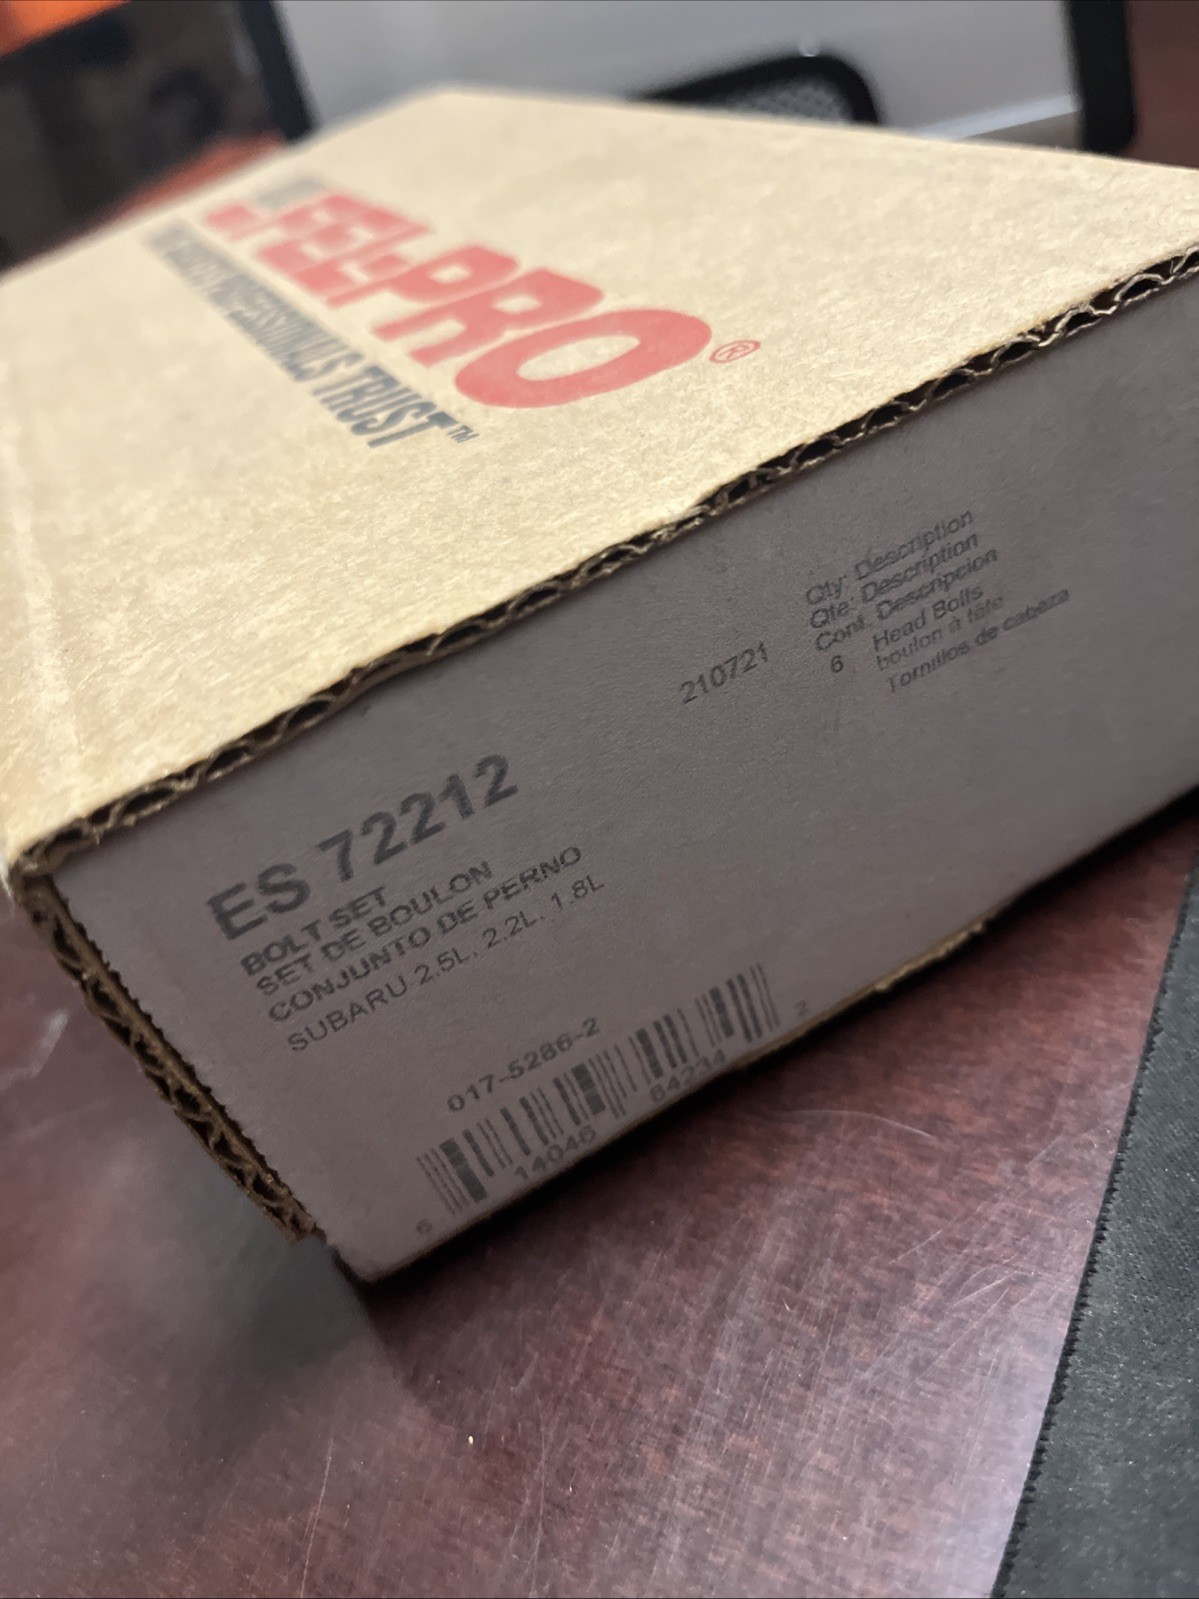 FEL-PRO®
THE GASKET PROFESSIONALS TRUST™
Qty: Description
Qte: Description
Cont. Descripcion
210721 6 Head Bolts
boulon à tête
Tornillos de cabeza
ES 72212
BOLT SET
SET DE BOULON
CONJUNTO DE PERNO
SUBARU 2.5L, 2.2L, 1.8L
017-5286-2
6 14046 84234 2